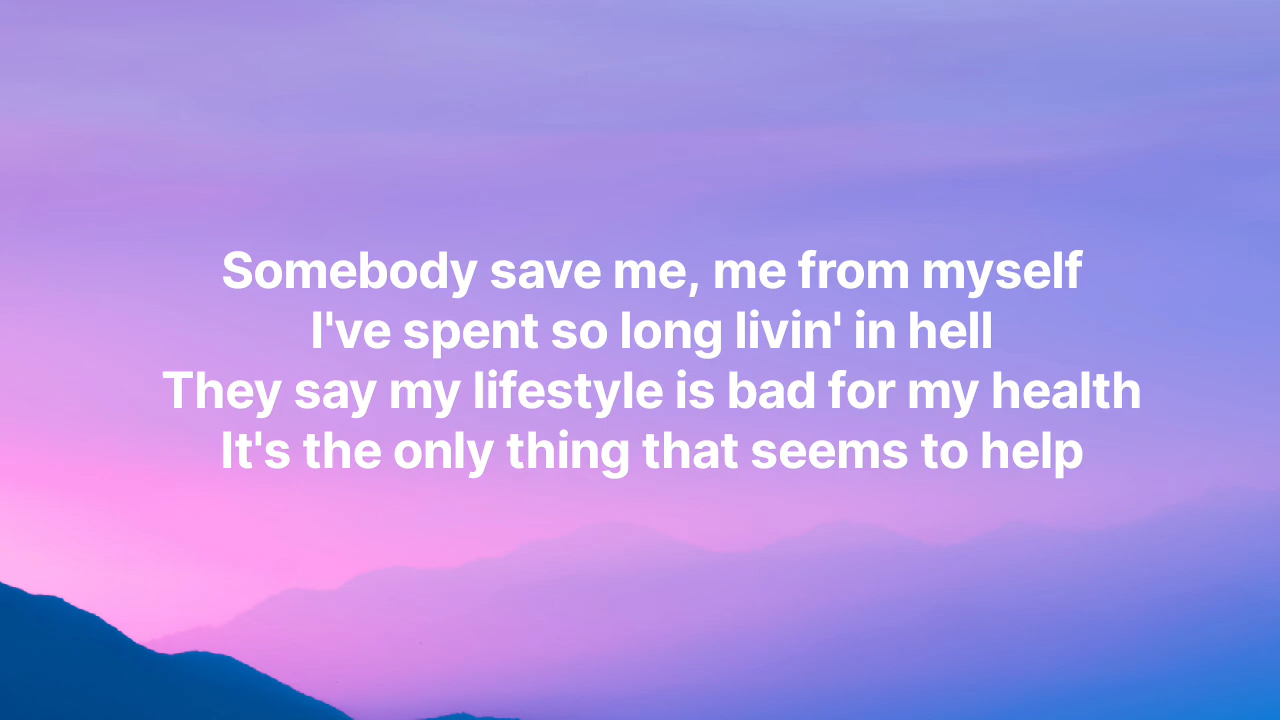 Somebody save me, me from myself
I've spent so long livin' in hell
They say my lifestyle is bad for my health
It's the only thing that seems to help